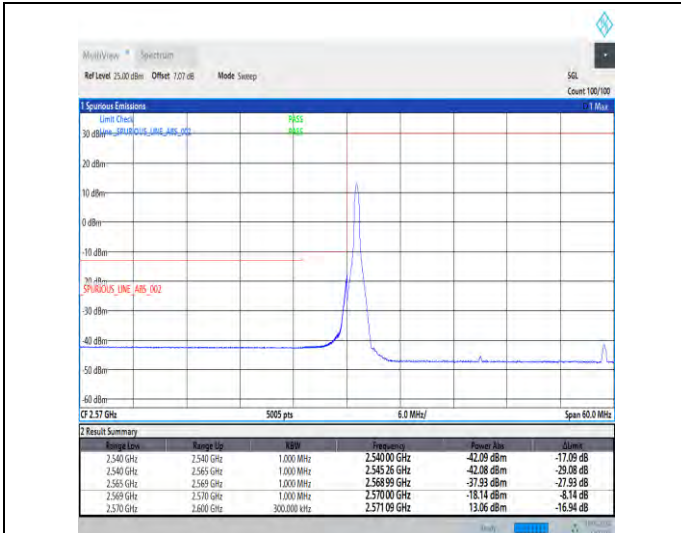 MultiView Spectrum
Ref Level 25.00 dBm Offset 7.07 dB Mode Sweep SGL
Count 100/100
1 Spurious Emissions 1 Max
Limit Check PASS
30 dBm Line _SPURIOUS_LINE_ABS_002 PASS
20 dBm
10 dBm
0 dBm
-10 dBm
-20 dBm
_SPURIOUS_LINE_ABS_002
-30 dBm
-40 dBm
-50 dBm
-60 dBm
CF 2.57 GHz 5005 pts 6.0 MHz/ Span 60.0 MHz
2 Result Summary
Range Low Range Up RBW Frequency Power Abs ΔLimit
2.540 GHz 2.540 GHz 1.000 MHz 2.540 00 GHz -42.09 dBm -17.09 dB
2.540 GHz 2.565 GHz 1.000 MHz 2.545 26 GHz -42.08 dBm -29.08 dB
2.565 GHz 2.569 GHz 1.000 MHz 2.568 99 GHz -37.93 dBm -27.93 dB
2.569 GHz 2.570 GHz 1.000 MHz 2.570 00 GHz -18.14 dBm -8.14 dB
2.570 GHz 2.600 GHz 300.000 kHz 2.571 09 GHz 13.06 dBm -16.94 dB
Ready